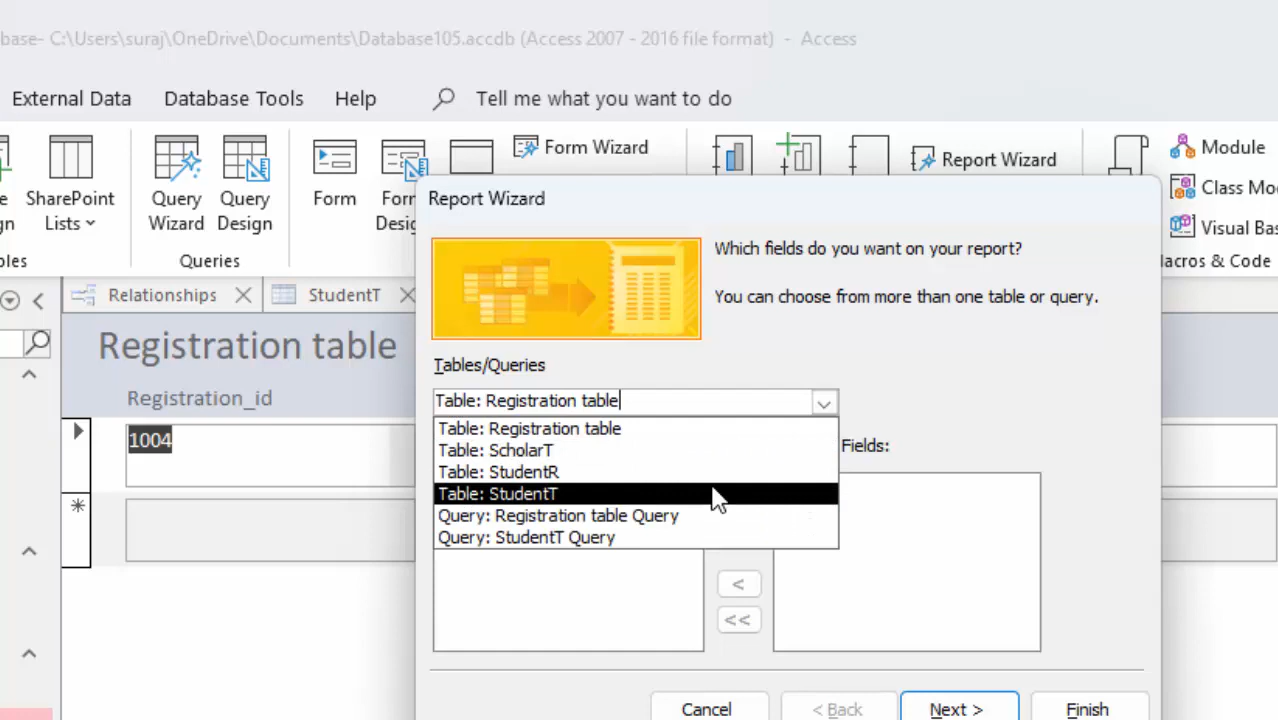 base- C:\Users\suraj\OneDrive\Documents\Database105.accdb (Access 2007 - 2016 file format) - Access
External Data Database Tools Help Tell me what you want to do
SharePoint Lists
Query Wizard
Query Design
Form
Form Wizard
Report Wizard
Module
Visual
Queries
& Code
Relationships
StudentT
Registration table
Registration_id
1004
Report Wizard
Which fields do you want on your report?
You can choose from more than one table or query.
Tables/Queries
Table: Registration table
Table: Registration table
Table: ScholarT
Table: StudentR
Table: StudentT
Query: Registration table Query
Query: StudentT Query
Fields:
<
<<
Cancel
< Back
Next >
Finish